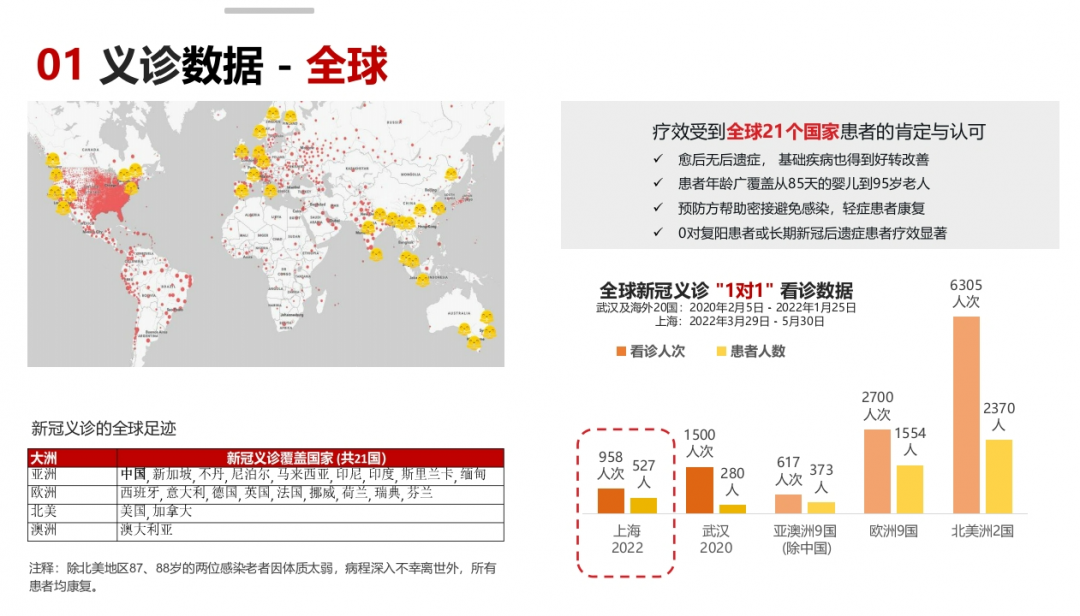 01 义诊数据 - 全球
CANADA
RUSSIA
KAZAKHSTAN
MONGOLIA
CHINA
ALGERIA
LIBYA
MALI
NIGER
SUDAN
BRAZIL
AUSTRALIA
疗效受到全球21个国家患者的肯定与认可
✓ 愈后无后遗症， 基础疾病也得到好转改善
✓ 患者年龄广覆盖从85天的婴儿到95岁老人
✓ 预防方帮助密接避免感染，轻症患者康复
✓ 0对复阳患者或长期新冠后遗症患者疗效显著
全球新冠义诊 "1对1" 看诊数据
武汉及海外20国：2020年2月5日 - 2022年1月25日
上海：2022年3月29日 - 5月30日
看诊人次 患者人数
958
人次
527
人
1500
人次
280
人
617
人次
373
人
2700
人次
1554
人
6305
人次
2370
人
上海
2022
武汉
2020
亚澳洲9国
(除中国)
欧洲9国
北美洲2国
新冠义诊的全球足迹
大洲 新冠义诊覆盖国家 (共21国)
亚洲 中国, 新加坡, 不丹, 尼泊尔, 马来西亚, 印尼, 印度, 斯里兰卡, 缅甸
欧洲 西班牙, 意大利, 德国, 英国, 法国, 挪威, 荷兰, 瑞典, 芬兰
北美 美国, 加拿大
澳洲 澳大利亚
注释：除北美地区87、88岁的两位感染老者因体质太弱，病程深入不幸离世外，所有
患者均康复。